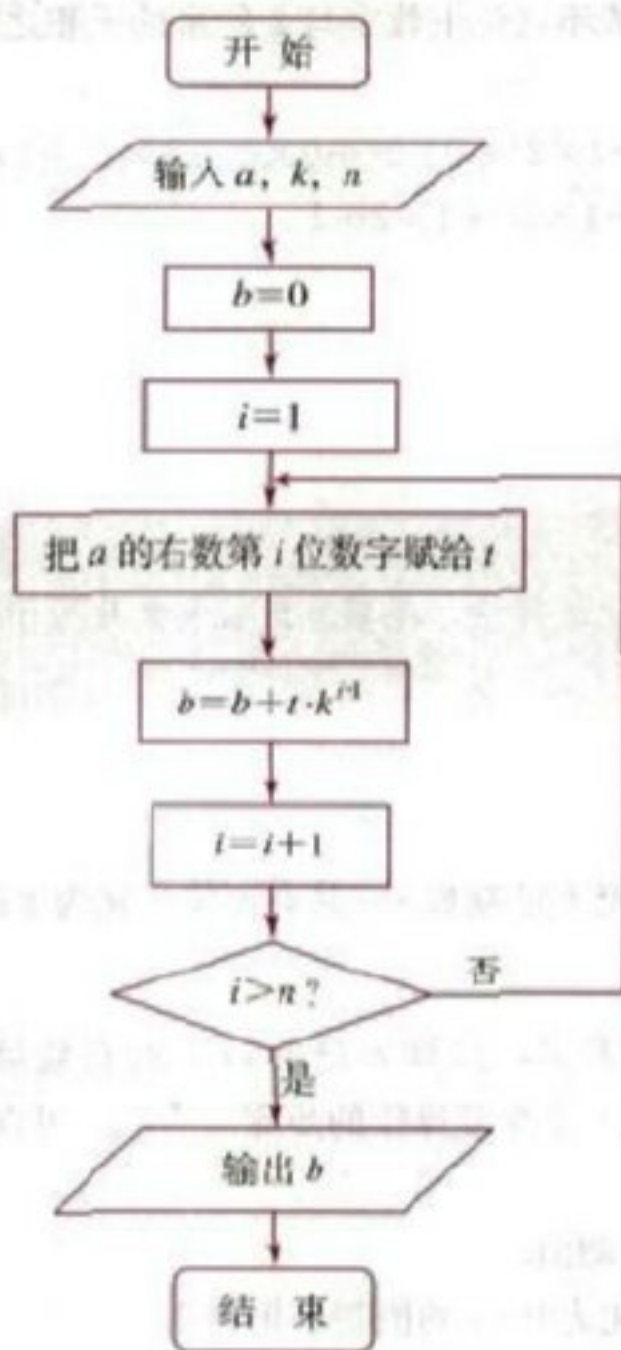 开始
输入 a, k, n
b=0
i=1
把 a 的右数第 i 位数字赋给 t
b=b+t·k^{i-1}
i=i+1
i>n?
否
是
输出 b
结束